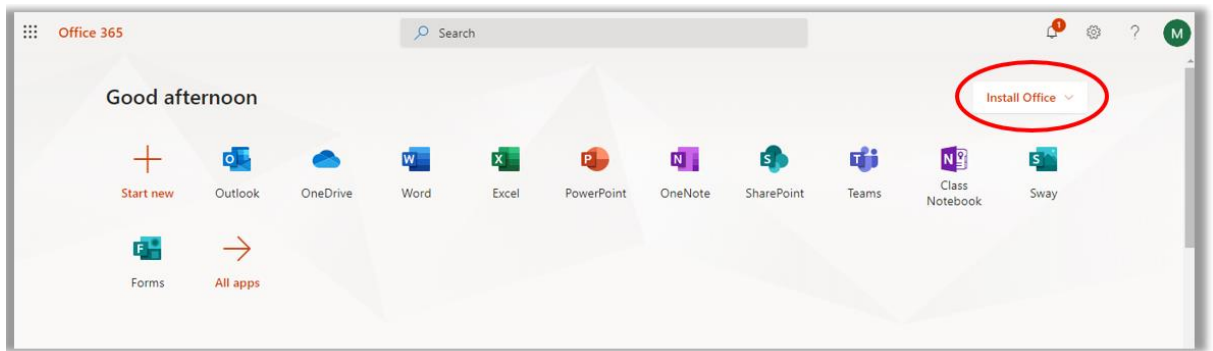 Office 365
Search
1
?
M
Good afternoon
Install Office
Start new
Outlook
OneDrive
Word
Excel
PowerPoint
OneNote
SharePoint
Teams
Class
Notebook
Sway
Forms
All apps